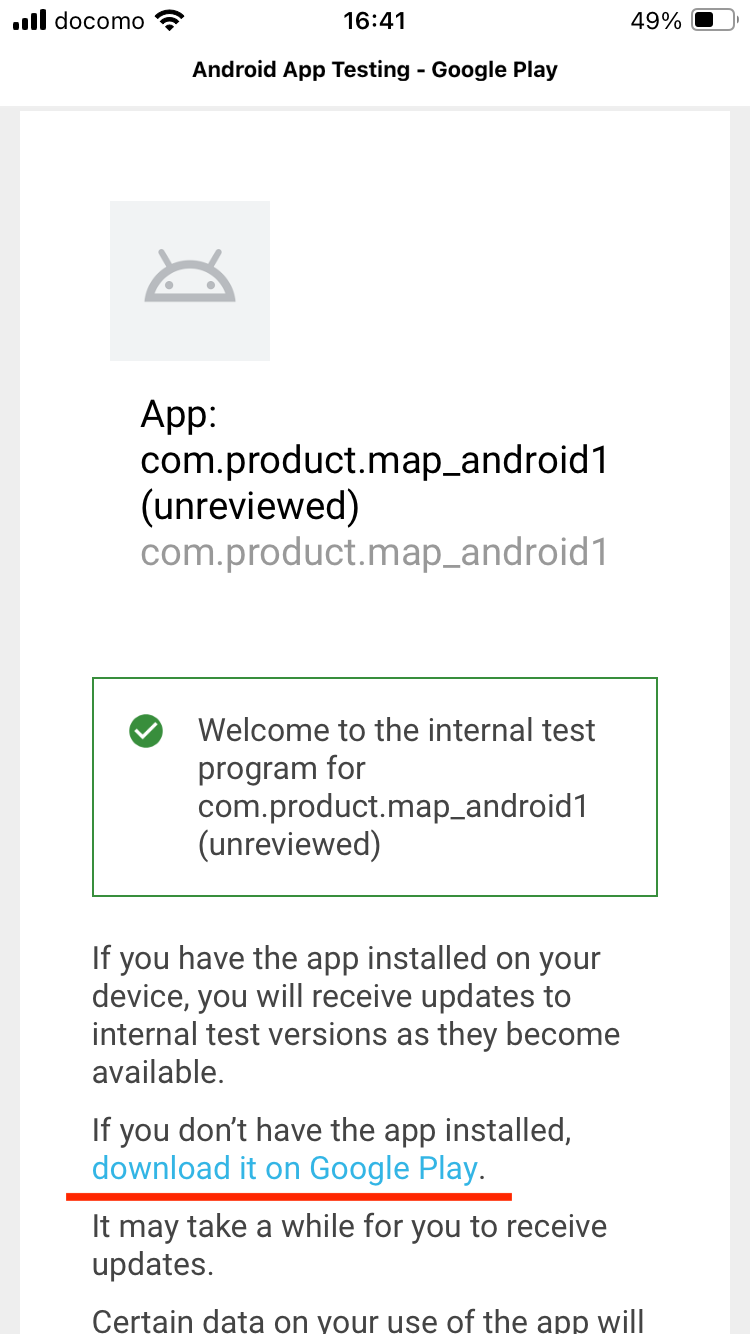 docomo 16:41 49%
Android App Testing - Google Play
App:
com.product.map_android1
(unreviewed)
com.product.map_android1
Welcome to the internal test
program for
com.product.map_android1
(unreviewed)
If you have the app installed on your
device, you will receive updates to
internal test versions as they become
available.
If you don’t have the app installed,
download it on Google Play.
It may take a while for you to receive
updates.
Certain data on your use of the app will